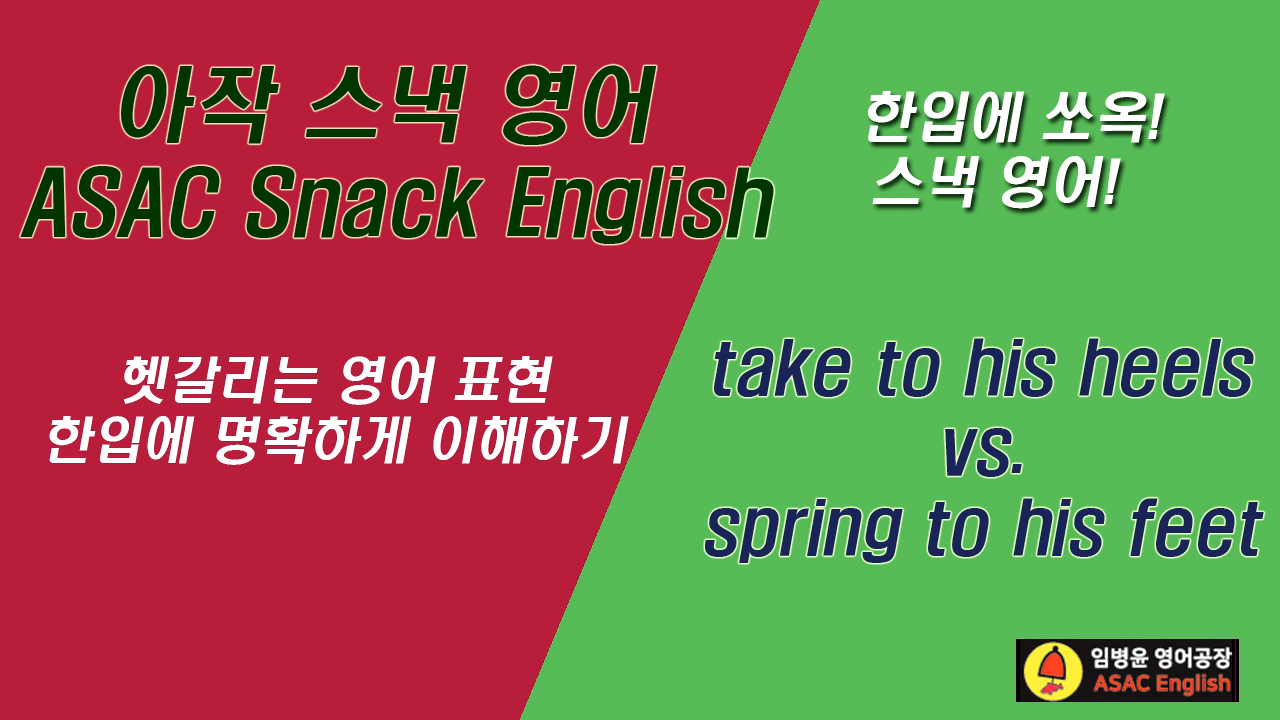 아작 스낵 영어
ASAC Snack English
헷갈리는 영어 표현
한입에 명확하게 이해하기
한입에 쏘옥!
스낵 영어!
take to his heels
vs.
spring to his feet
임병윤 영어공장
ASAC English